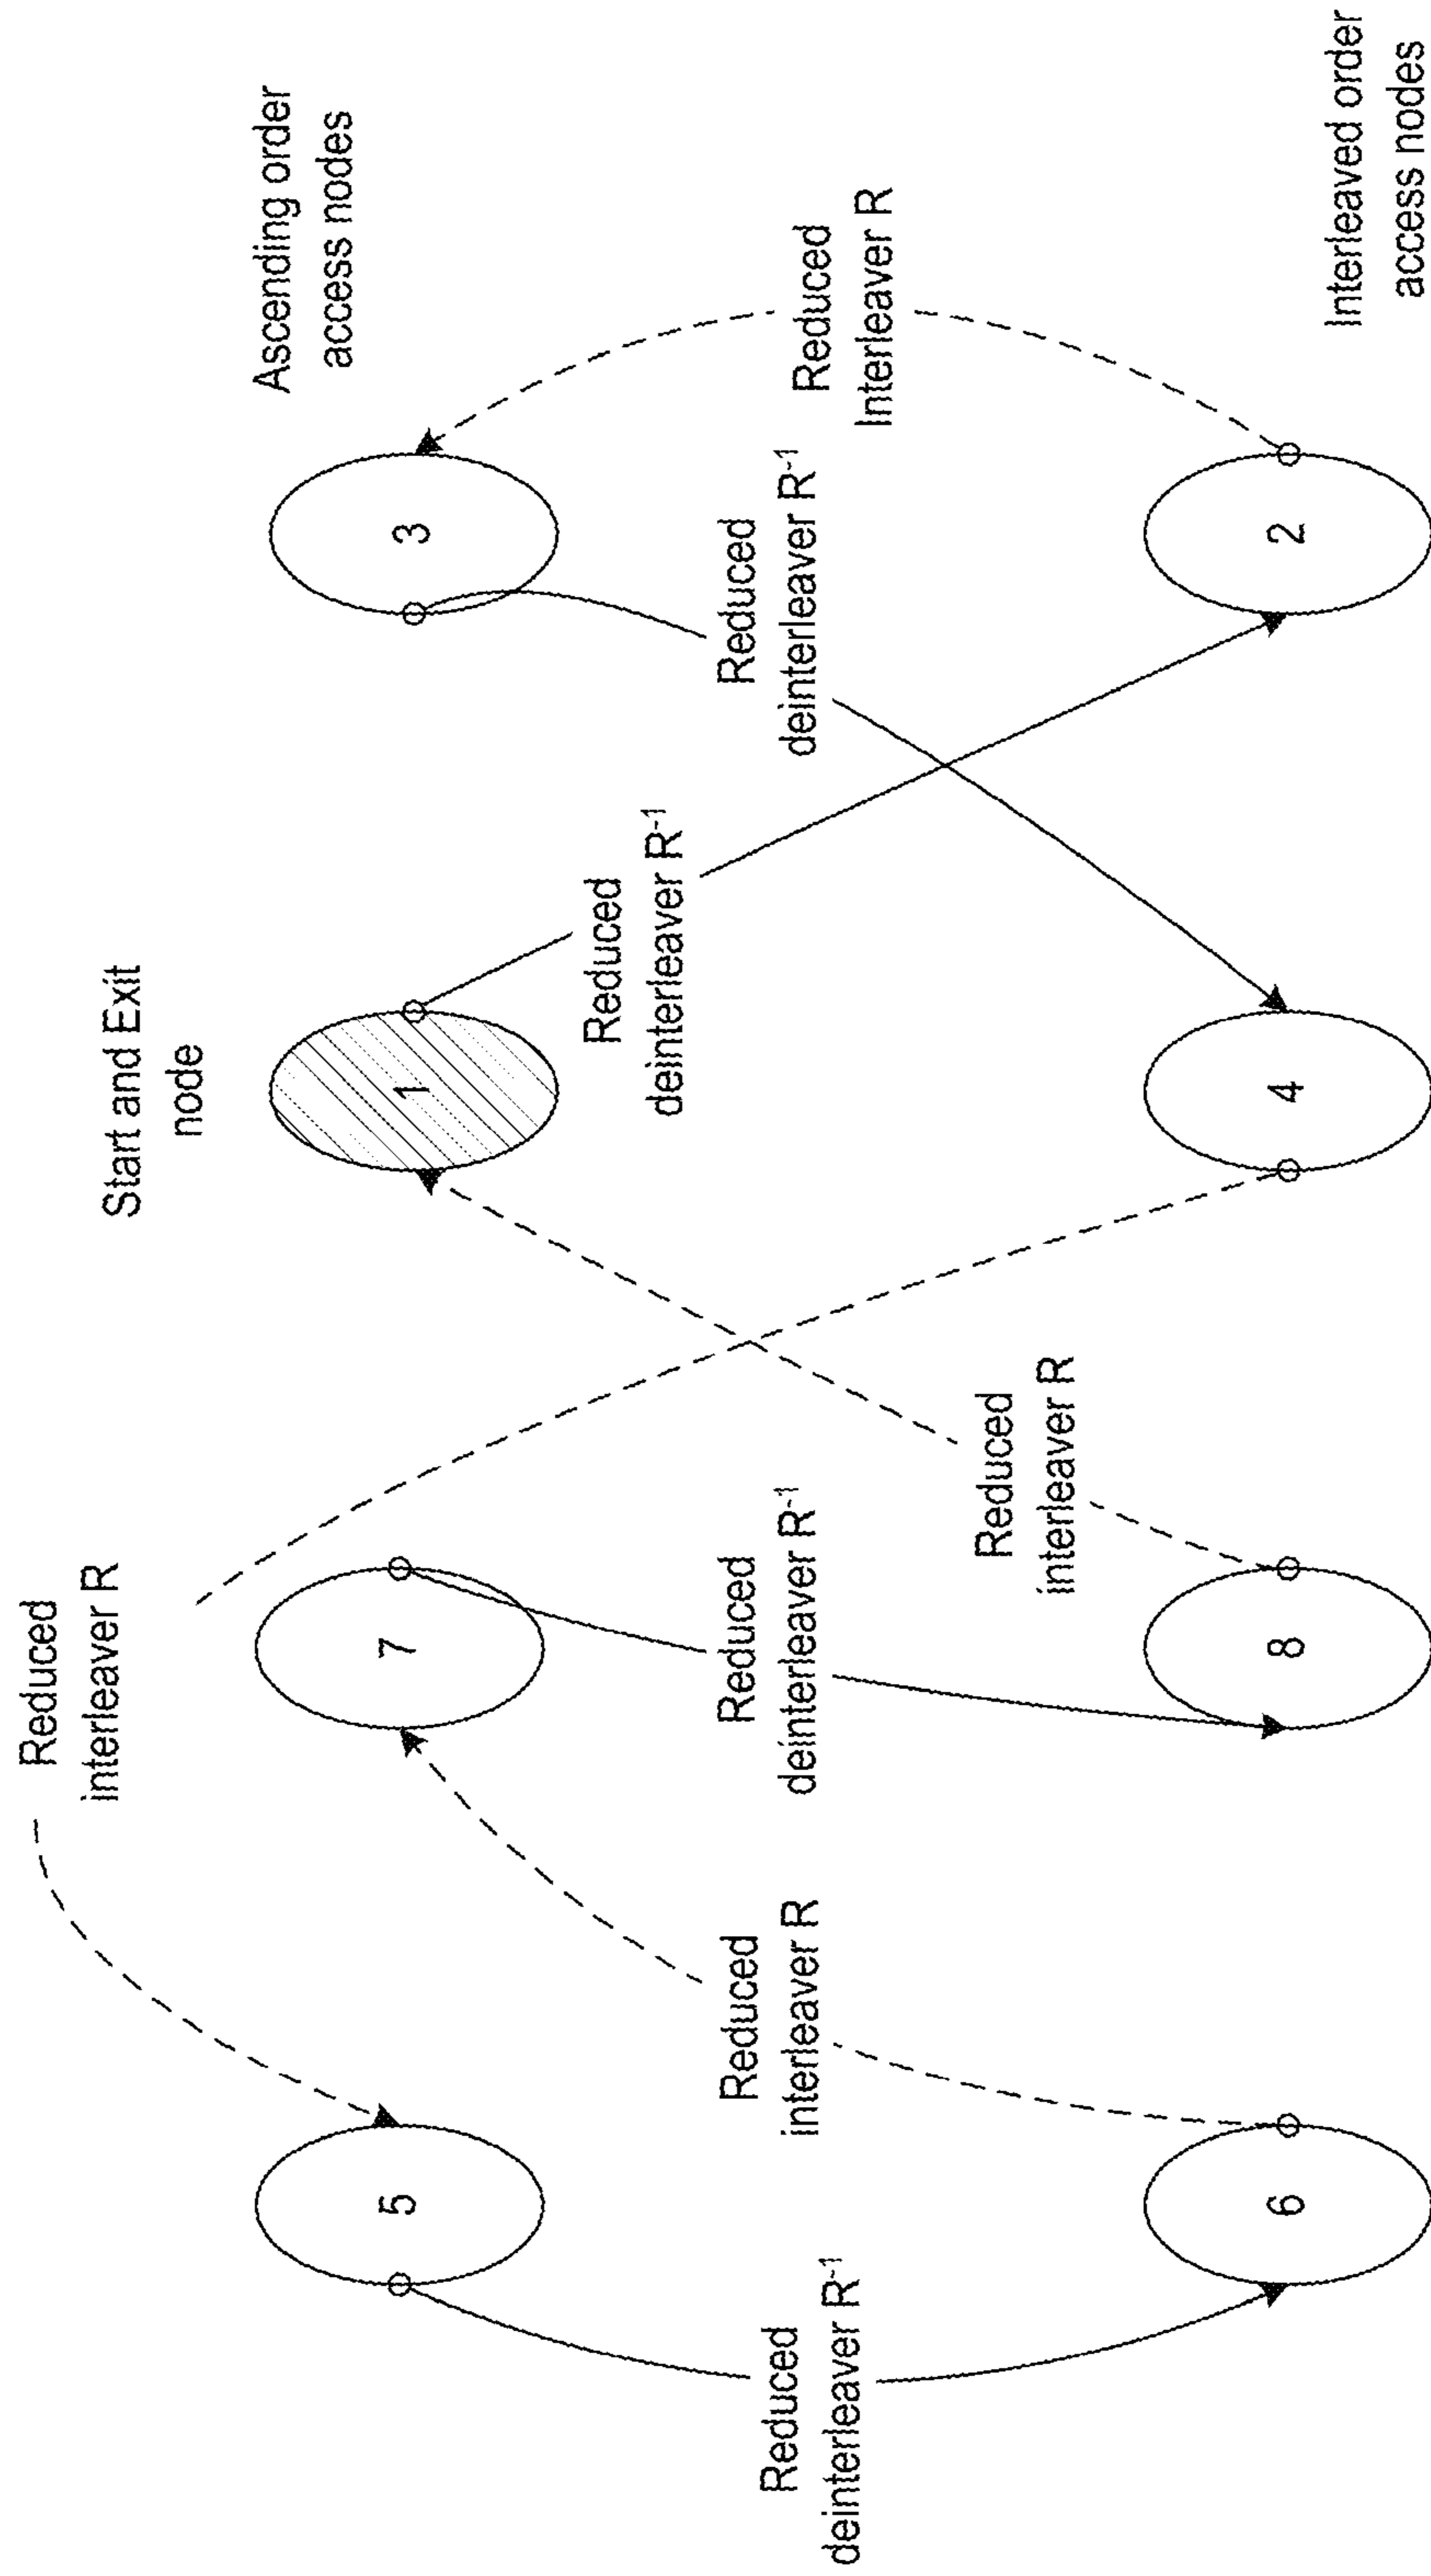 Reduced
interleaver R
Start and Exit
node
Ascending order
access nodes
5
7
1
3
Reduced
deinterleaver R⁻¹
Reduced
interleaver R
Reduced
deinterleaver R⁻¹
Reduced
deinterleaver R⁻¹
Reduced
deinterleaver R⁻¹
Reduced
Interleaver R
Reduced
interleaver R
6
8
4
2
Interleaved order
access nodes